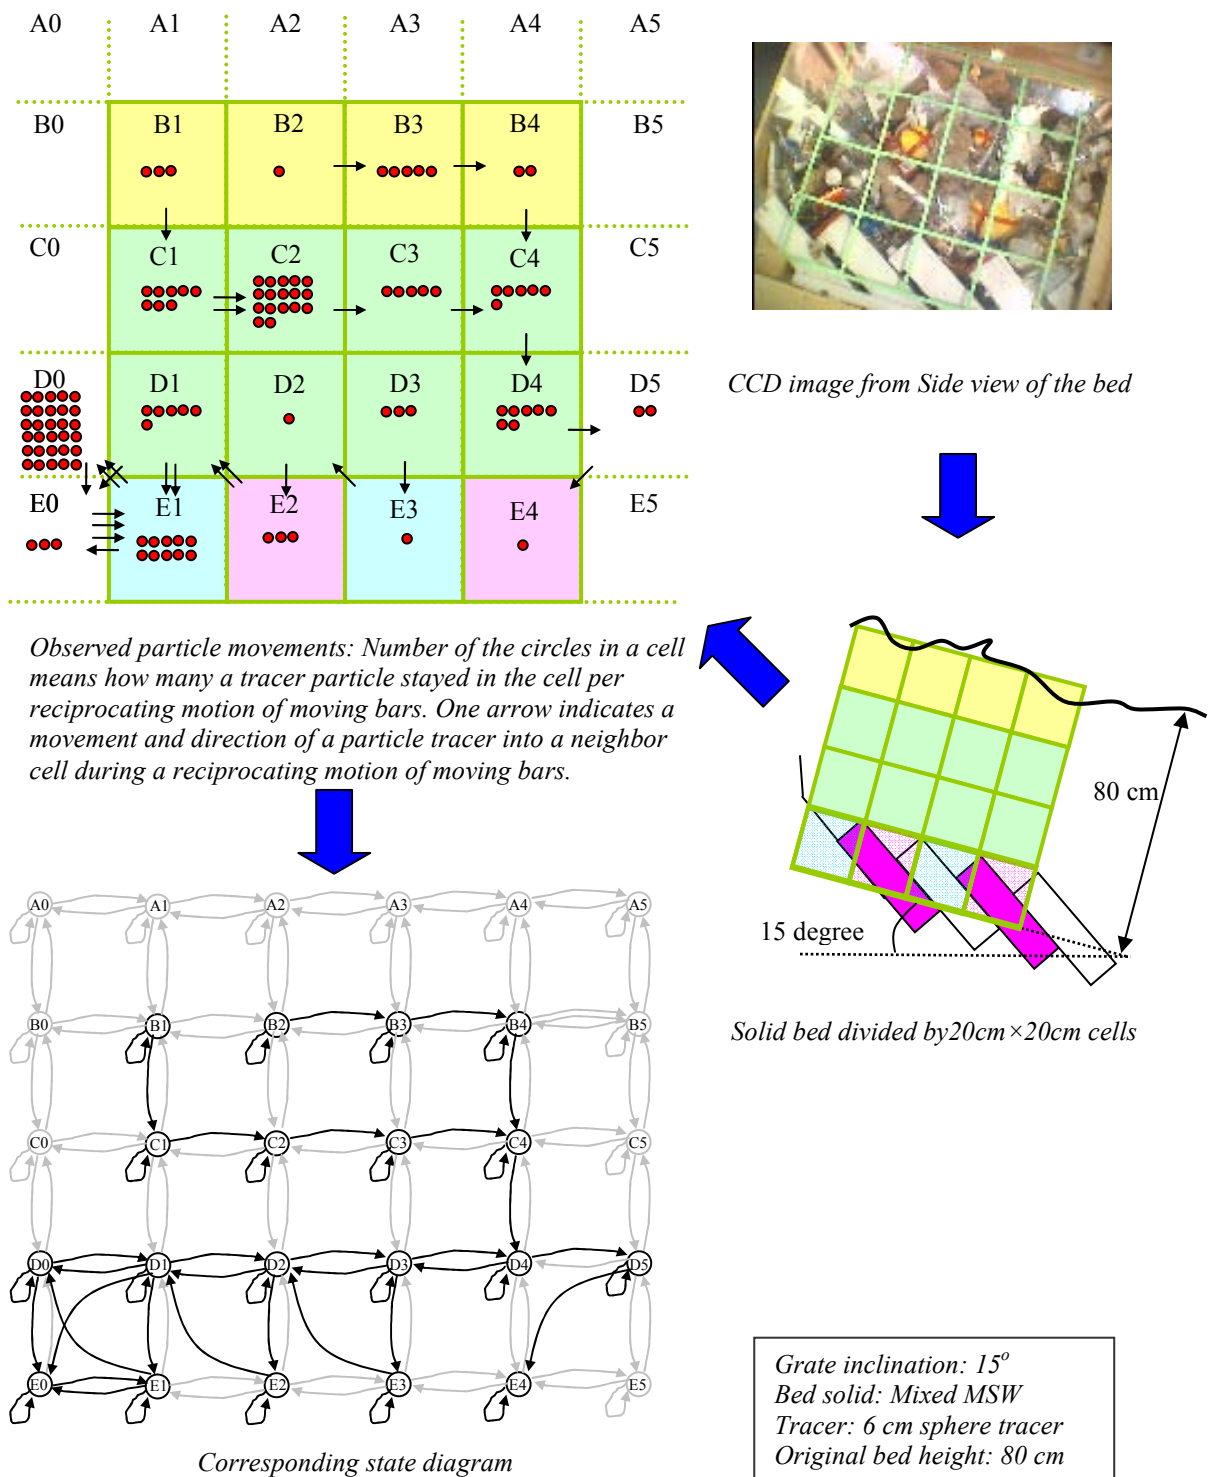 A0 A1 A2 A3 A4 A5
B0 B1 B2 B3 B4 B5
C0 C1 C2 C3 C4 C5
D0 D1 D2 D3 D4 D5
E0 E1 E2 E3 E4 E5
CCD image from Side view of the bed
Observed particle movements: Number of the circles in a cell
means how many a tracer particle stayed in the cell per
reciprocating motion of moving bars. One arrow indicates a
movement and direction of a particle tracer into a neighbor
cell during a reciprocating motion of moving bars.
80 cm
15 degree
Solid bed divided by20cm×20cm cells
A0 A1 A2 A3 A4 A5
B0 B1 B2 B3 B4 B5
C0 C1 C2 C3 C4 C5
D0 D1 D2 D3 D4 D5
E0 E1 E2 E3 E4 E5
Corresponding state diagram
Grate inclination: 15°
Bed solid: Mixed MSW
Tracer: 6 cm sphere tracer
Original bed height: 80 cm